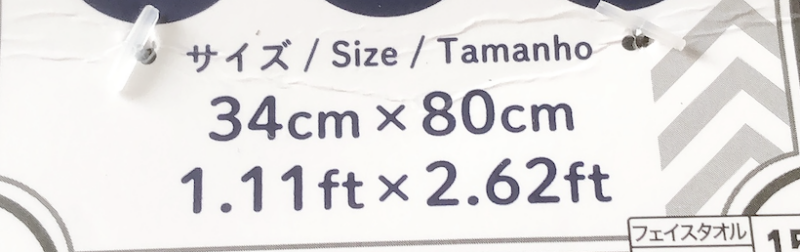 サイズ / Size / Tamanho
34cm × 80cm
1.11ft × 2.62ft
フェイスタオル